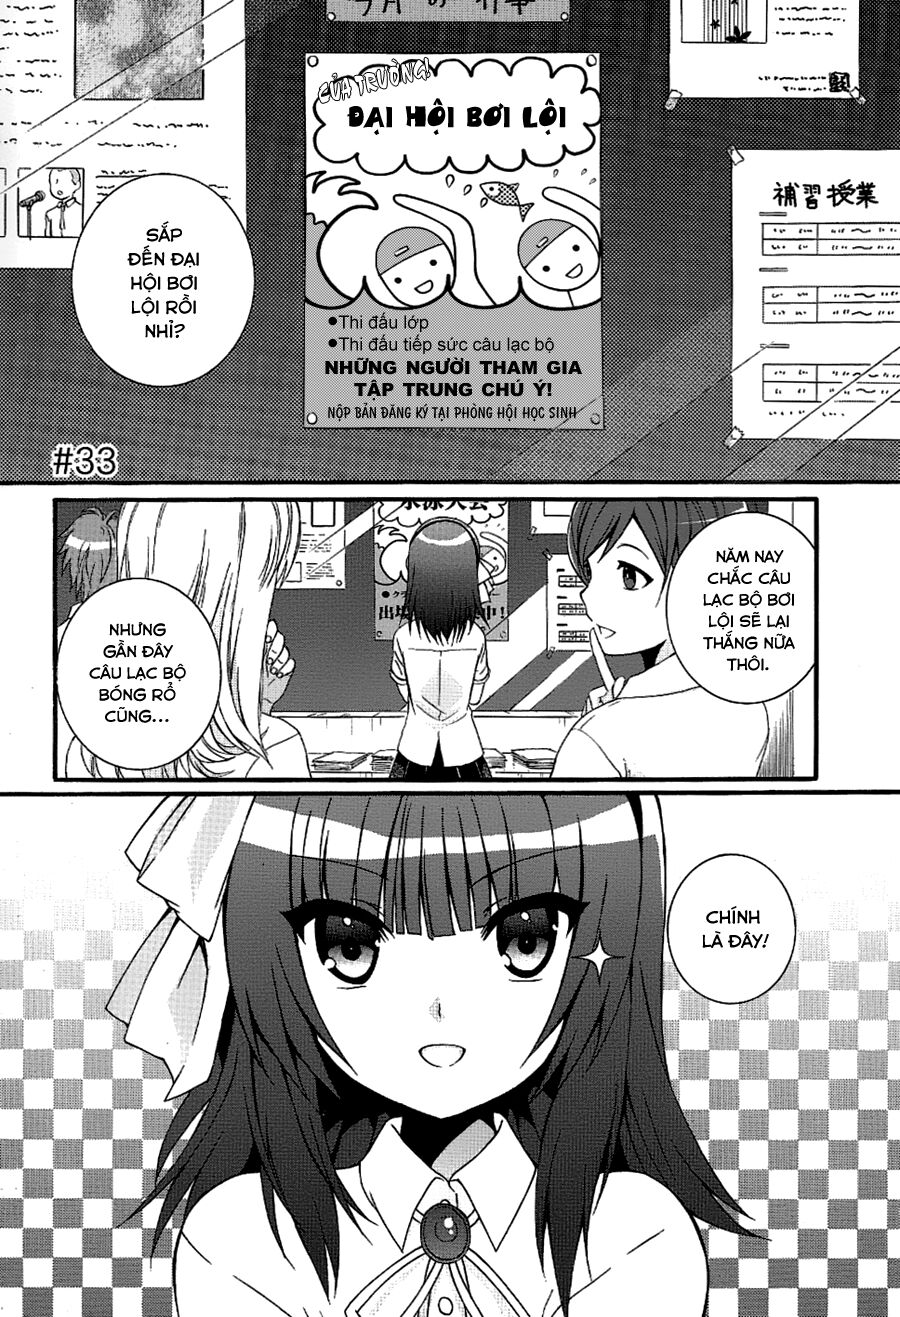 CỦA TRƯỜNG!
ĐẠI HỘI BƠI LỘI
補習授業
SẮP
ĐẾN ĐẠI
HỘI BƠI
LỘI RỒI
NHỈ?
•Thi đấu lớp
•Thi đấu tiếp sức câu lạc bộ
NHỮNG NGƯỜI THAM GIA
TẬP TRUNG CHÚ Ý!
NỘP BẢN ĐĂNG KÝ TẠI PHÒNG HỘI HỌC SINH
#33
NĂM NAY
CHẮC CÂU
LẠC BỘ BƠI
LỘI SẼ LẠI
THẮNG NỮA
THÔI.
NHƯNG
GẦN ĐÂY
CÂU LẠC BỘ
BÓNG RỔ
CŨNG...
CHÍNH
LÀ ĐÂY!